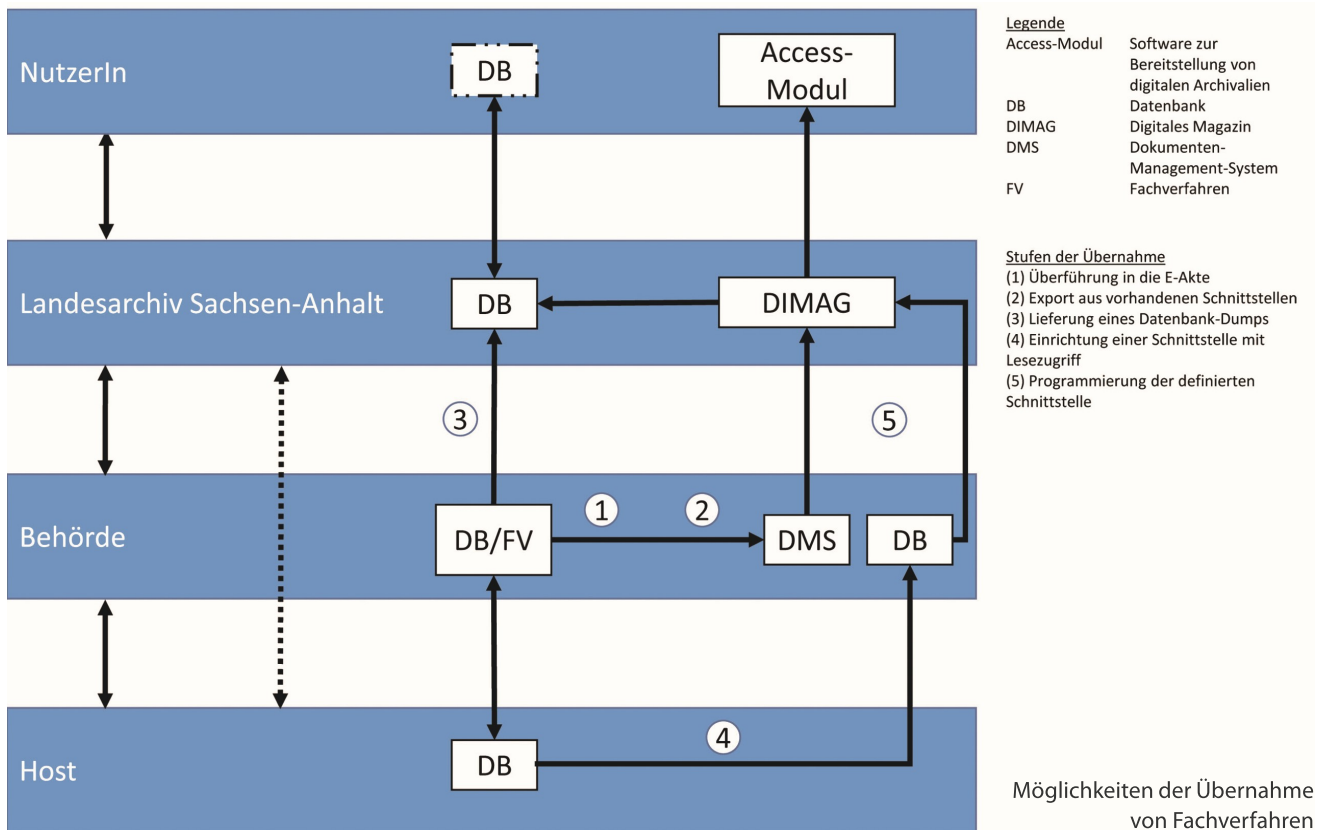 NutzerIn
DB
Access-
Modul
Landesarchiv Sachsen-Anhalt
DB
DIMAG
3
5
Behörde
DB/FV
1
2
DMS
DB
Host
DB
4
Legende
Access-Modul Software zur
Bereitstellung von
digitalen Archivalien
DB Datenbank
DIMAG Digitales Magazin
DMS Dokumenten-
Management-System
FV Fachverfahren
Stufen der Übernahme
(1) Überführung in die E-Akte
(2) Export aus vorhandenen Schnittstellen
(3) Lieferung eines Datenbank-Dumps
(4) Einrichtung einer Schnittstelle mit
Lesezugriff
(5) Programmierung der definierten
Schnittstelle
Möglichkeiten der Übernahme
von Fachverfahren